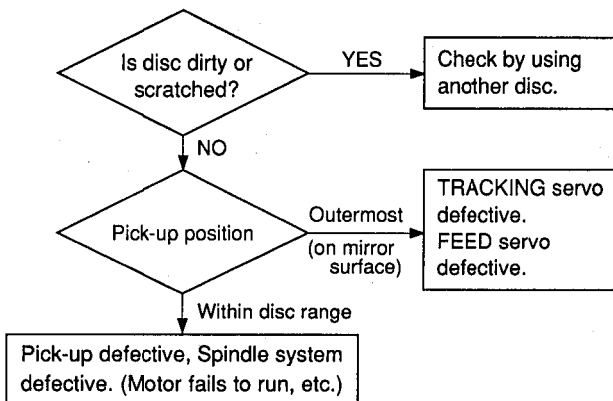 Is disc dirty or
scratched?
YES
Check by using
another disc.
NO
Pick-up position
Outermost
(on mirror
surface)
TRACKING servo
defective.
FEED servo
defective.
Within disc range
Pick-up defective, Spindle system
defective. (Motor fails to run, etc.)